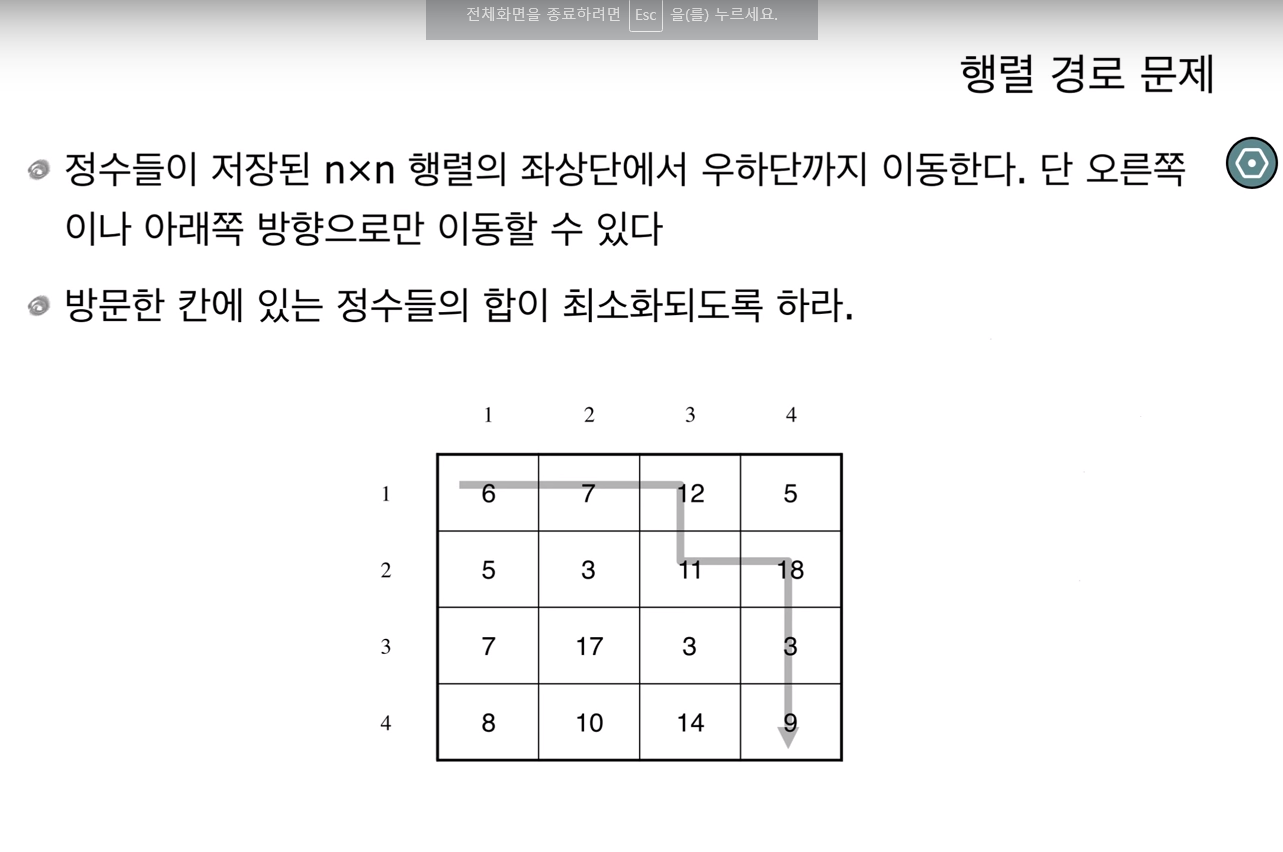 전체화면을 종료하려면 Esc 을(를) 누르세요.
행렬 경로 문제
정수들이 저장된 n×n 행렬의 좌상단에서 우하단까지 이동한다. 단 오른쪽
이나 아래쪽 방향으로만 이동할 수 있다
방문한 칸에 있는 정수들의 합이 최소화되도록 하라.
1 2 3 4
1 6 7 12 5
2 5 3 11 18
3 7 17 3 3
4 8 10 14 9